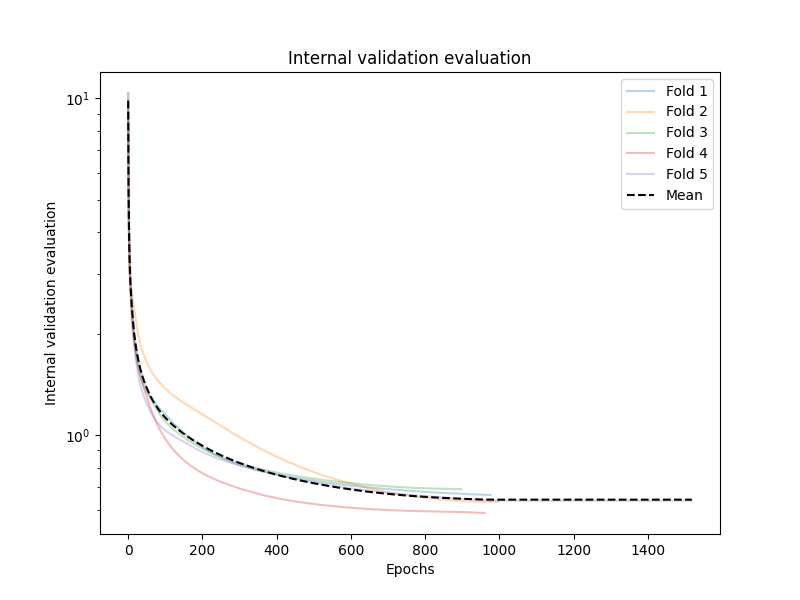 Internal validation evaluation
Internal validation evaluation
10¹
10⁰
Fold 1
Fold 2
Fold 3
Fold 4
Fold 5
Mean
0 200 400 600 800 1000 1200 1400
Epochs